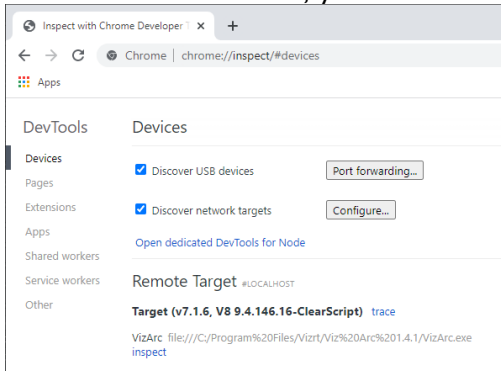 Inspect with Chrome Developer T
Chrome | chrome://inspect/#devices
Apps
DevTools
Devices
Pages
Extensions
Apps
Shared workers
Service workers
Other
Devices
Discover USB devices
Port forwarding...
Discover network targets
Configure...
Open dedicated DevTools for Node
Remote Target #LOCALHOST
Target (v7.1.6, V8 9.4.146.16-ClearScript) trace
VizArc file:///C:/Program%20Files/Vizrt/Viz%20Arc%201.4.1/VizArc.exe
inspect